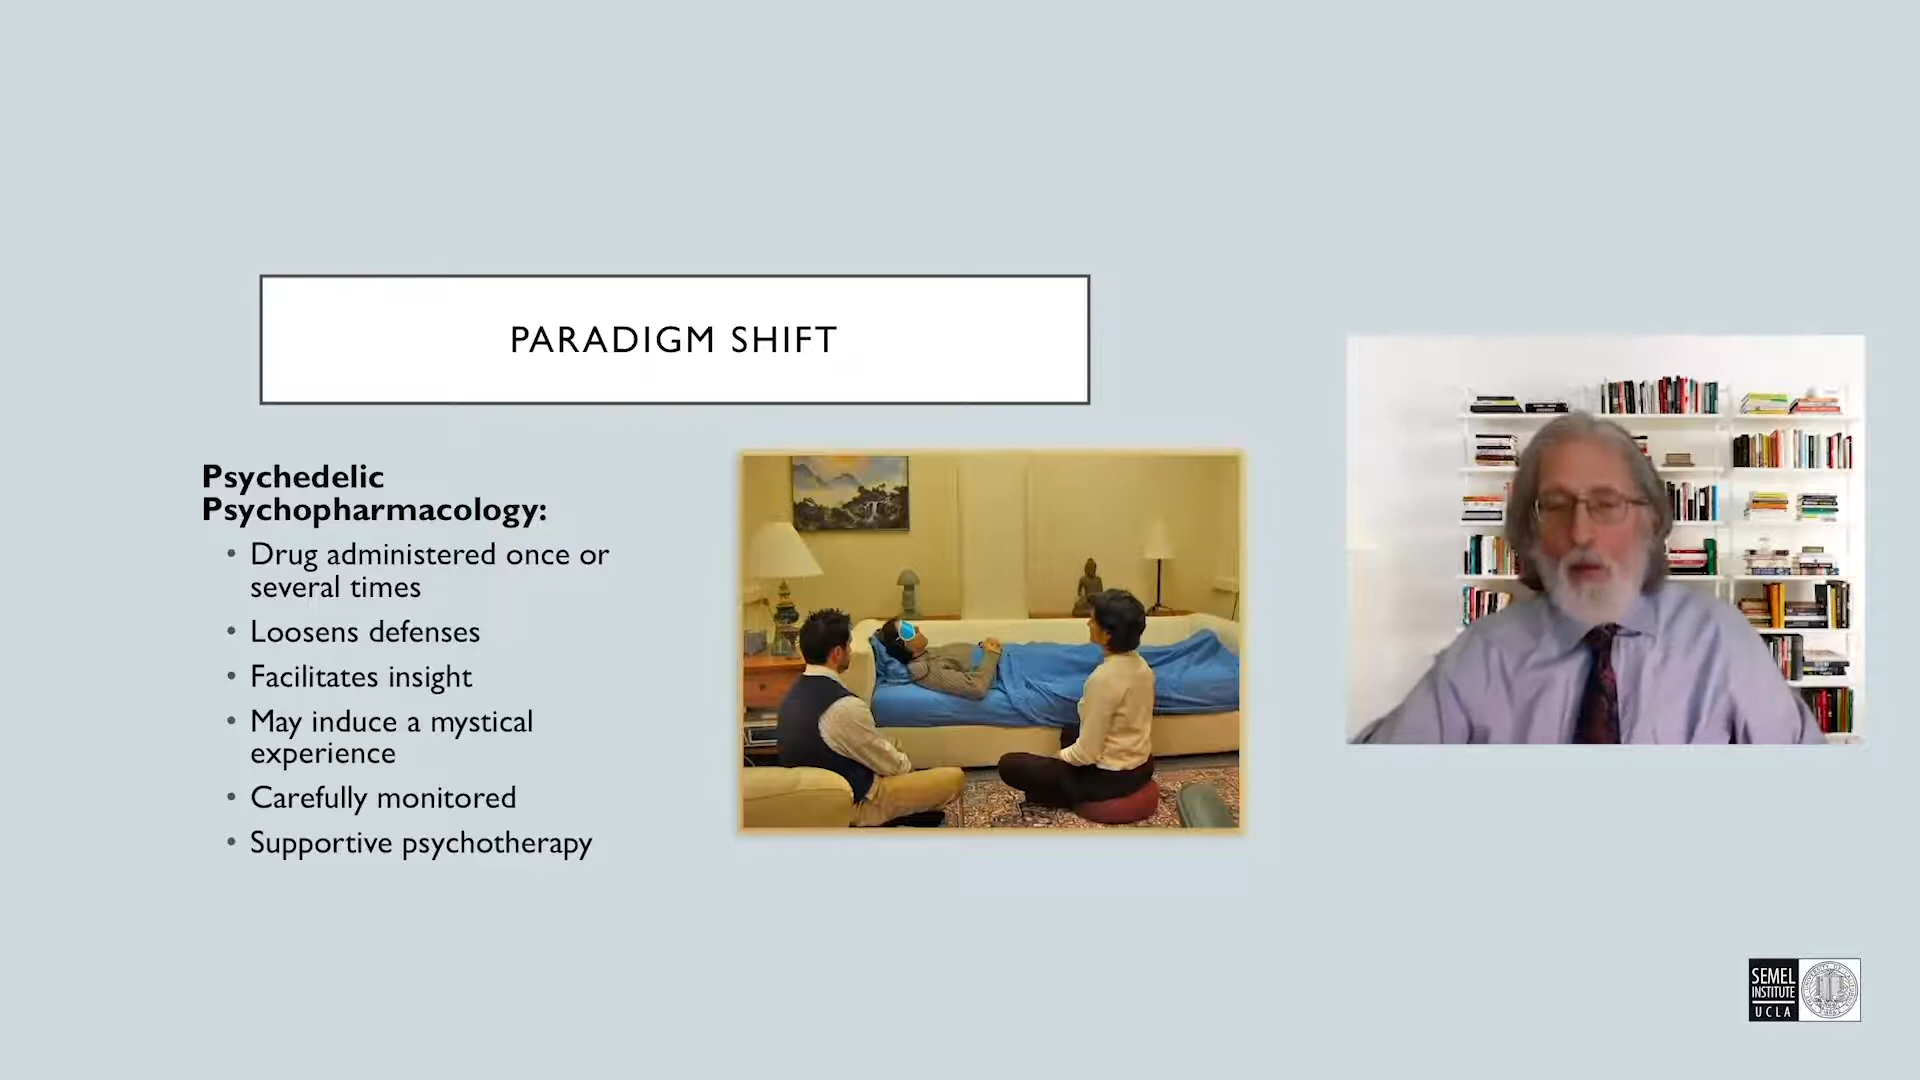 PARADIGM SHIFT
Psychedelic
Psychopharmacology:
• Drug administered once or
several times
• Loosens defenses
• Facilitates insight
• May induce a mystical
experience
• Carefully monitored
• Supportive psychotherapy
SEMEL
INSTITUTE
UCLA